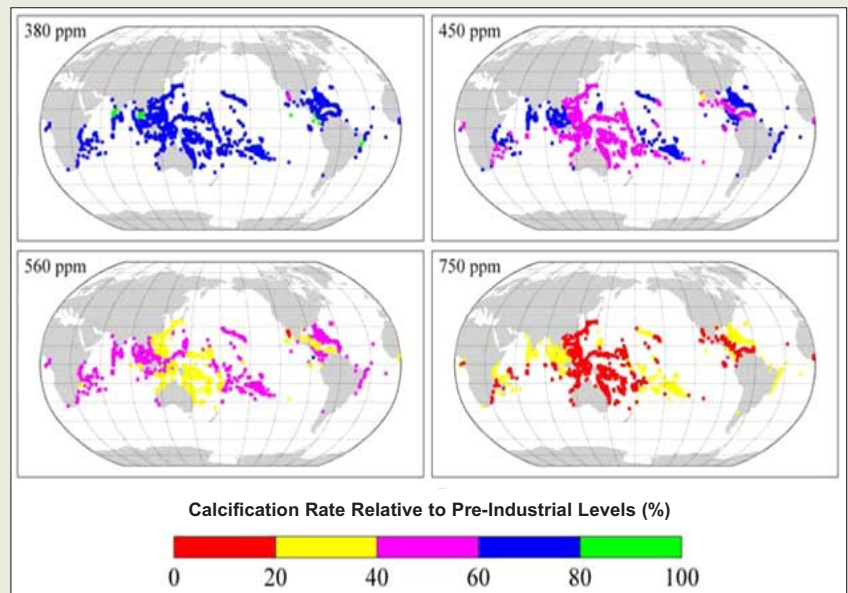 380 ppm
450 ppm
560 ppm
750 ppm
Calcification Rate Relative to Pre-Industrial Levels (%)
0 20 40 60 80 100